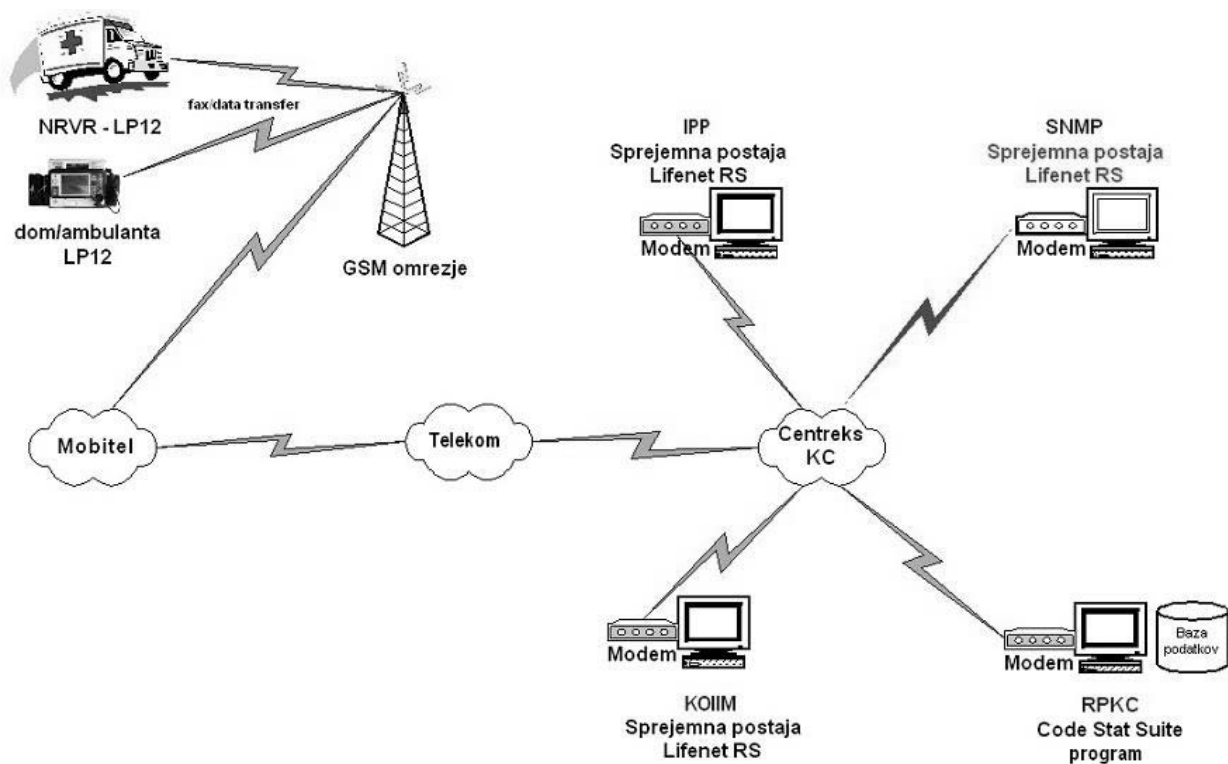 fax/data transfer
NRVR - LP12
dom/ambulanta
LP12
GSM omrezje
IPP
Sprejemna postaja
Lifenet RS
Modem
SNMP
Sprejemna postaja
Lifenet RS
Modem
Mobitel
Telekom
Centreks
KC
Modem
KOIIM
Sprejemna postaja
Lifenet RS
Modem
Baza
podatkov
RPKC
Code Stat Suite
program